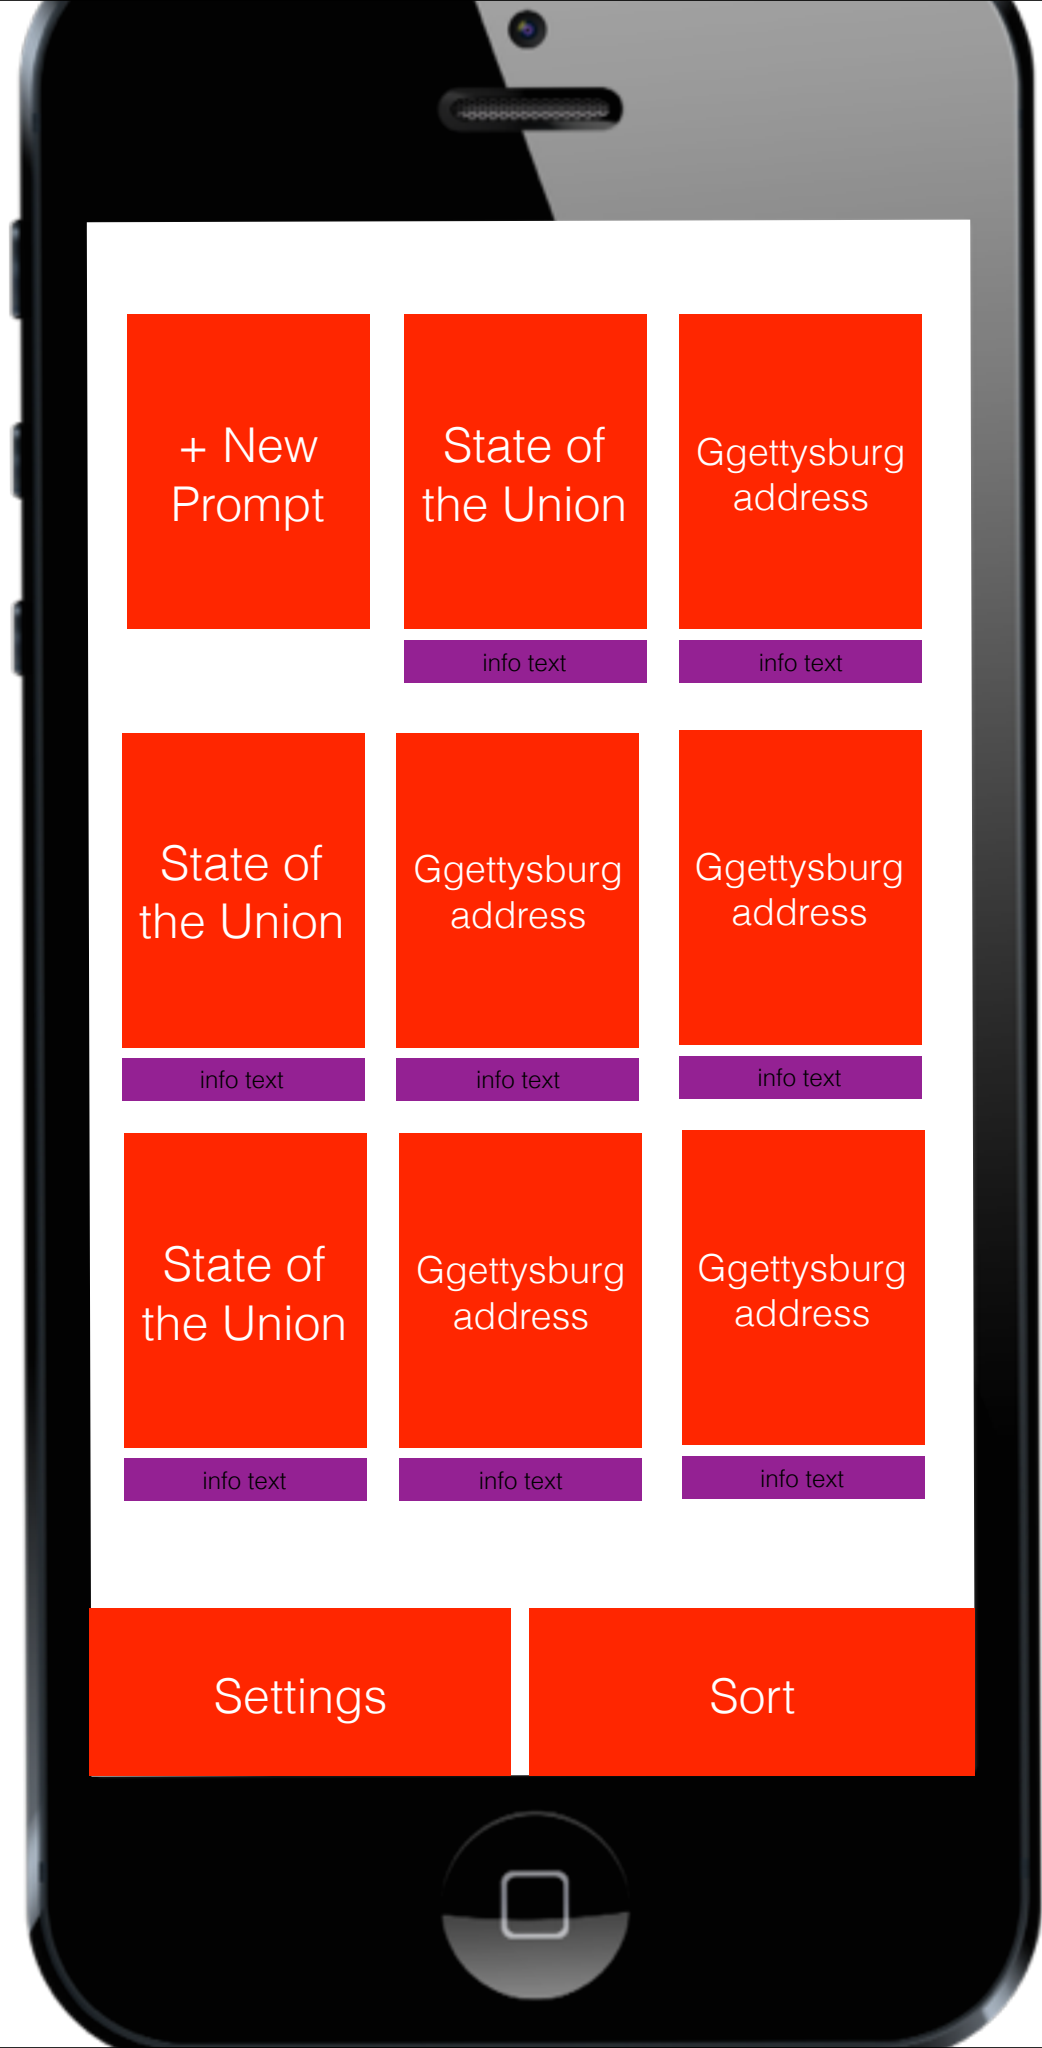 + New
Prompt
State of
the Union
Ggettysburg
address
info text
info text
State of
the Union
Ggettysburg
address
Ggettysburg
address
info text
info text
info text
State of
the Union
Ggettysburg
address
Ggettysburg
address
info text
info text
info text
Settings
Sort